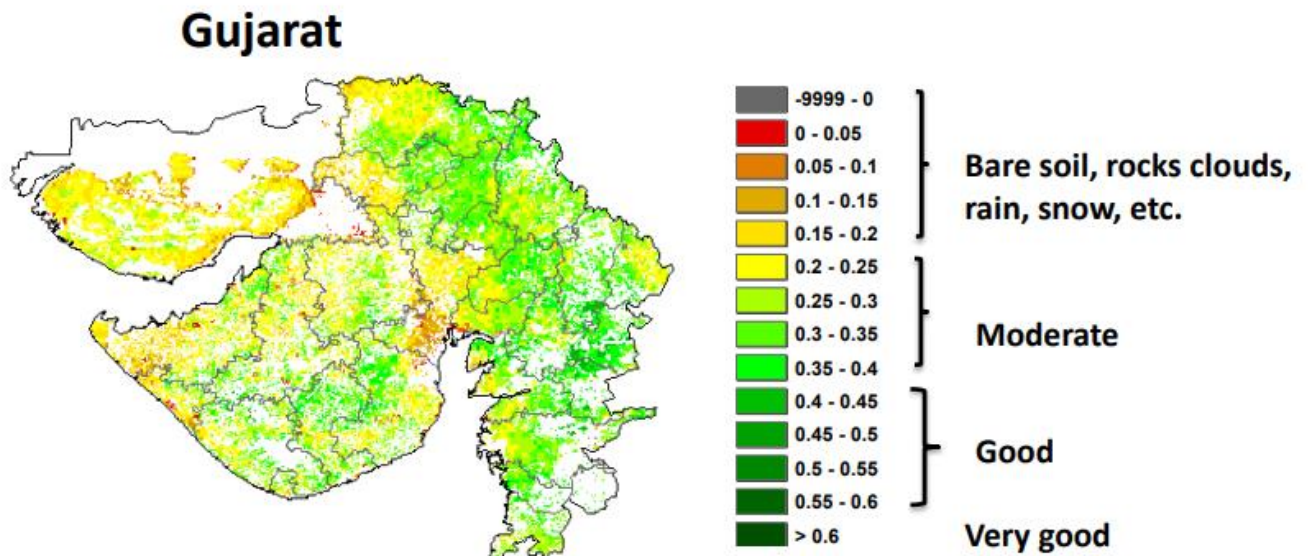 Gujarat
-9999 - 0
0 - 0.05
0.05 - 0.1
0.1 - 0.15
0.15 - 0.2
0.2 - 0.25
0.25 - 0.3
0.3 - 0.35
0.35 - 0.4
0.4 - 0.45
0.45 - 0.5
0.5 - 0.55
0.55 - 0.6
> 0.6
Bare soil, rocks clouds,
rain, snow, etc.
Moderate
Good
Very good